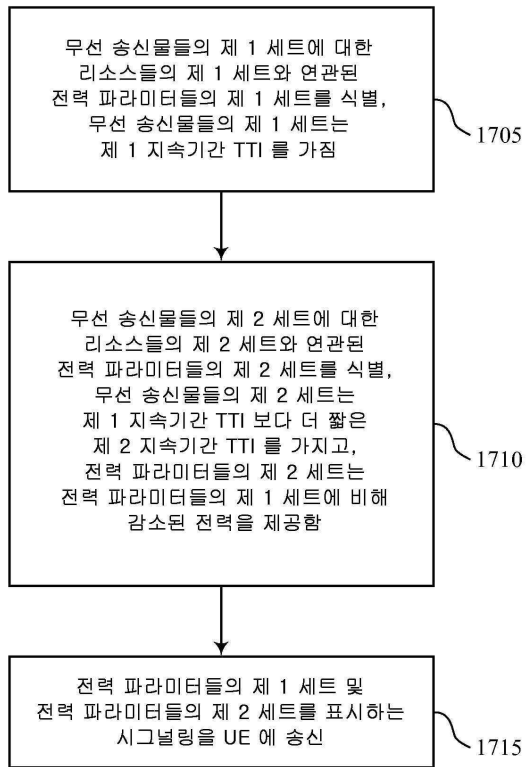 무선 송신물들의 제 1 세트에 대한
리소스들의 제 1 세트와 연관된
전력 파라미터들의 제 1 세트를 식별,
무선 송신물들의 제 1 세트는
제 1 지속기간 TTI 를 가짐
1705
무선 송신물들의 제 2 세트에 대한
리소스들의 제 2 세트와 연관된
전력 파라미터들의 제 2 세트를 식별,
무선 송신물들의 제 2 세트는
제 1 지속기간 TTI 보다 더 짧은
제 2 지속기간 TTI 를 가지고,
전력 파라미터들의 제 2 세트는
전력 파라미터들의 제 1 세트에 비해
감소된 전력을 제공함
1710
전력 파라미터들의 제 1 세트 및
전력 파라미터들의 제 2 세트를 표시하는
시그널링을 UE 에 송신
1715